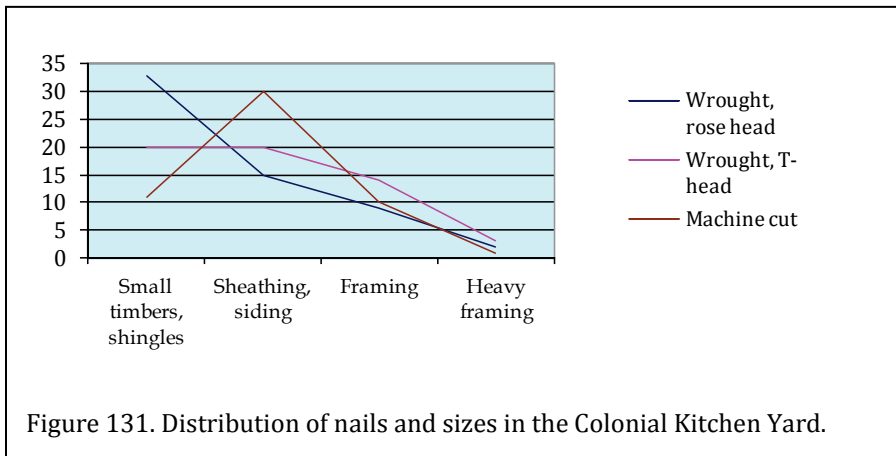 35
30
25
20
15
10
5
0
Small
timbers,
shingles
Sheathing,
siding
Framing
Heavy
framing
Wrought,
rose head
Wrought, T-
head
Machine cut
Figure 131. Distribution of nails and sizes in the Colonial Kitchen Yard.